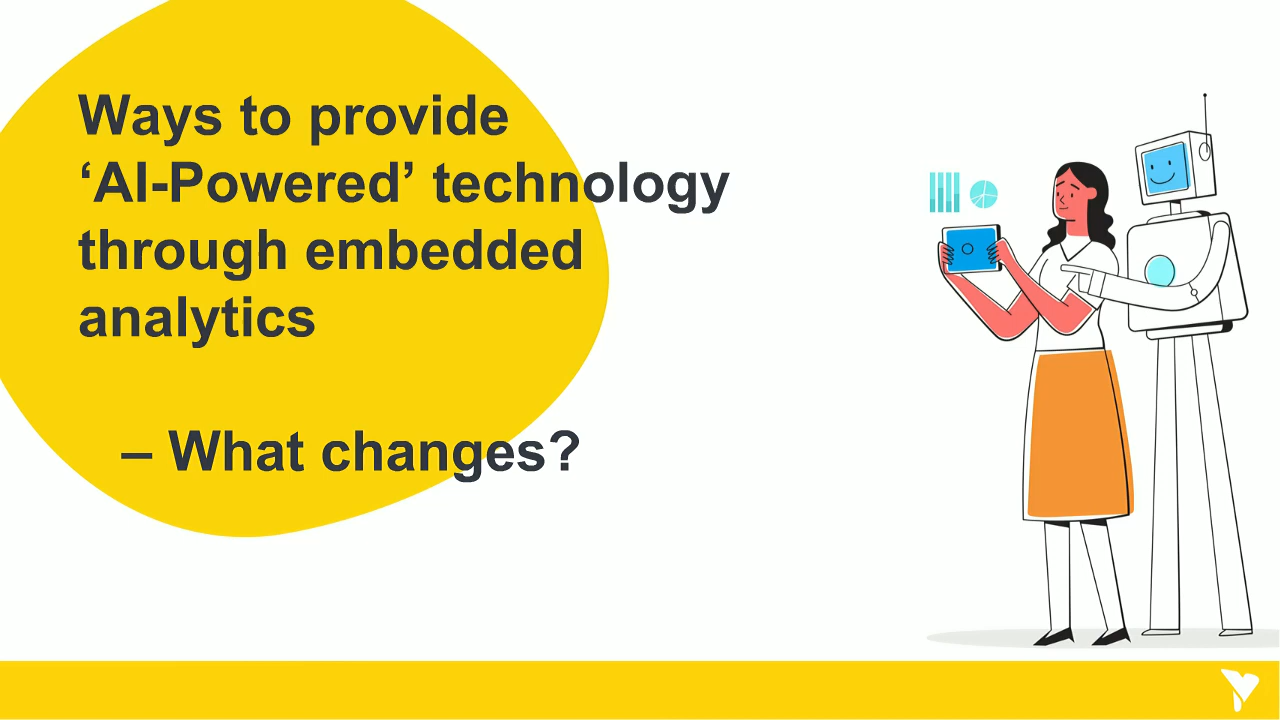 Ways to provide
‘AI-Powered’ technology
through embedded
analytics
– What changes?